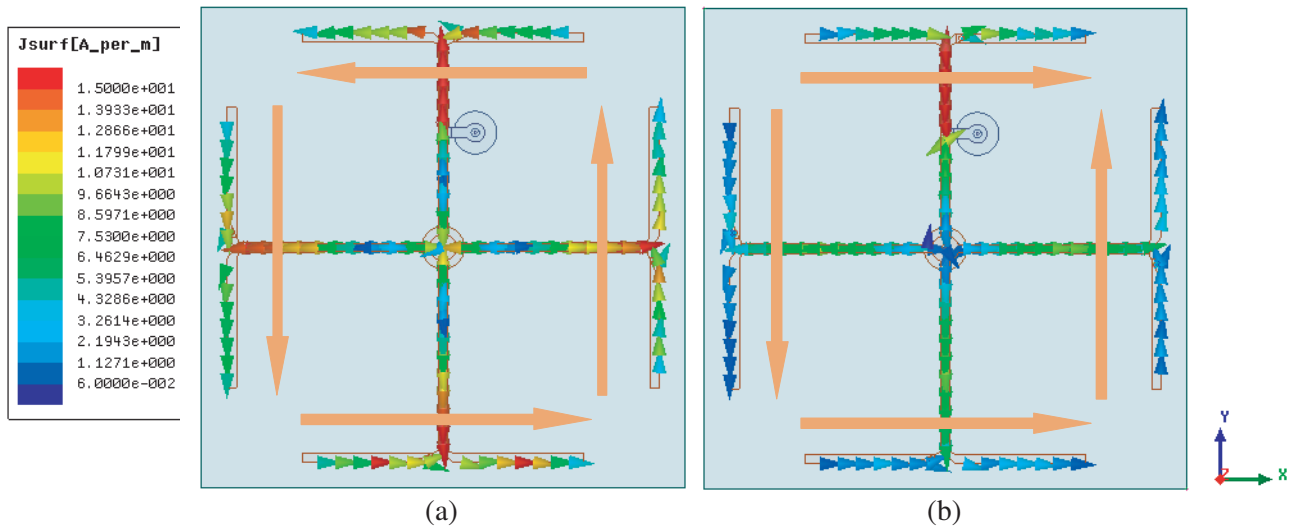 Jsurf[A_per_m]
1.5000e+001
1.3933e+001
1.2866e+001
1.1799e+001
1.0731e+001
9.6643e+000
8.5971e+000
7.5300e+000
6.4629e+000
5.3957e+000
4.3286e+000
3.2614e+000
2.1943e+000
1.1271e+000
6.0000e-002
(a)
(b)
Y
Z
X